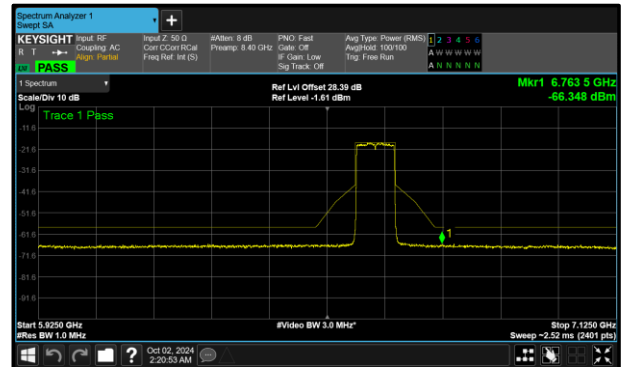 Spectrum Analyzer 1
Swept SA
KEYSIGHT
R T
PASS
Input: RF
Coupling: AC
Align: Partial
Input Z: 50 Ω
Corr CCorr RCal
Freq Ref: Int (S)
#Atten: 8 dB
Preamp: 8.40 GHz
PNO: Fast
Gate: Off
IF Gain: Low
Sig Track: Off
Avg Type: Power (RMS)
Avg|Hold: 100/100
Trig: Free Run
1 2 3 4 5 6
A W W W W W
A N N N N N
1 Spectrum
Scale/Div 10 dB
Ref Lvl Offset 28.39 dB
Ref Level -1.61 dBm
Mkr1 6.763 5 GHz
-66.348 dBm
Log
Trace 1 Pass
-11.6
-21.6
-31.6
-41.6
-51.6
-61.6
-71.6
-81.6
-91.6
1
Start 5.9250 GHz
#Res BW 1.0 MHz
#Video BW 3.0 MHz*
Stop 7.1250 GHz
Sweep ~2.52 ms (2401 pts)
?
Oct 02, 2024
2:20:53 AM